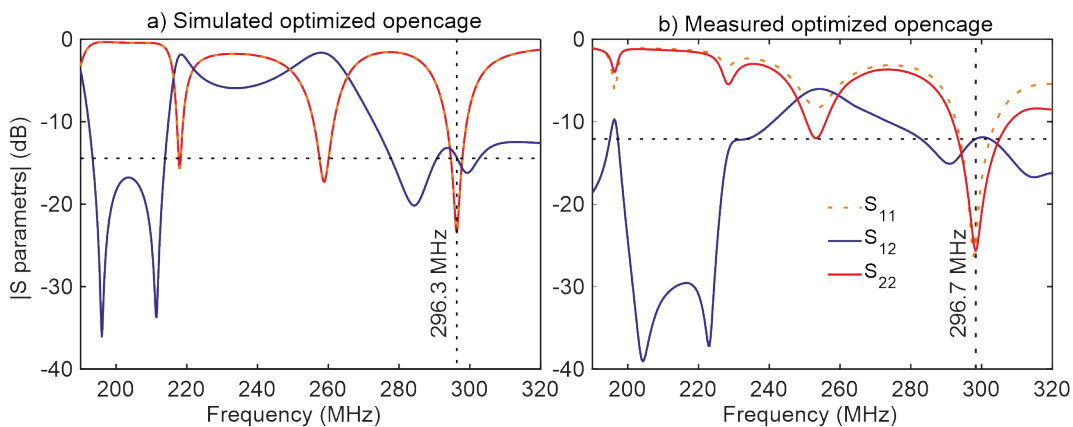 a) Simulated optimized opencage
b) Measured optimized opencage
|S parametrs| (dB)
0
-10
-20
-30
-40
200
220
240
260
280
300
320
Frequency (MHz)
296.3 MHz
0
-10
-20
-30
-40
200
220
240
260
280
300
320
Frequency (MHz)
296.7 MHz
S11
S12
S22